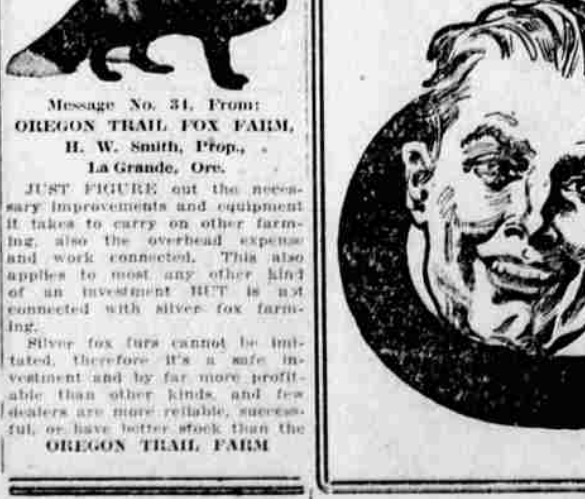 Message No. 34, From:
OREGON TRAIL FOX FARM,
H. W. Smith, Prop.,
La Grande, Ore.
JUST FIGURE out the neces-
sary improvements and equipment
it takes to carry on other farm-
ing, also the overhead expense
and work connected. This also
applies to most any other kind
of an investment BUT is not
connected with silver fox farm-
ing.
Silver fox furs cannot be imi-
tated, therefore it's a safe in-
vestment and by far more profit-
able than other kinds, and few
dealers are more reliable, success-
ful, or have better stock than the
OREGON TRAIL FARM